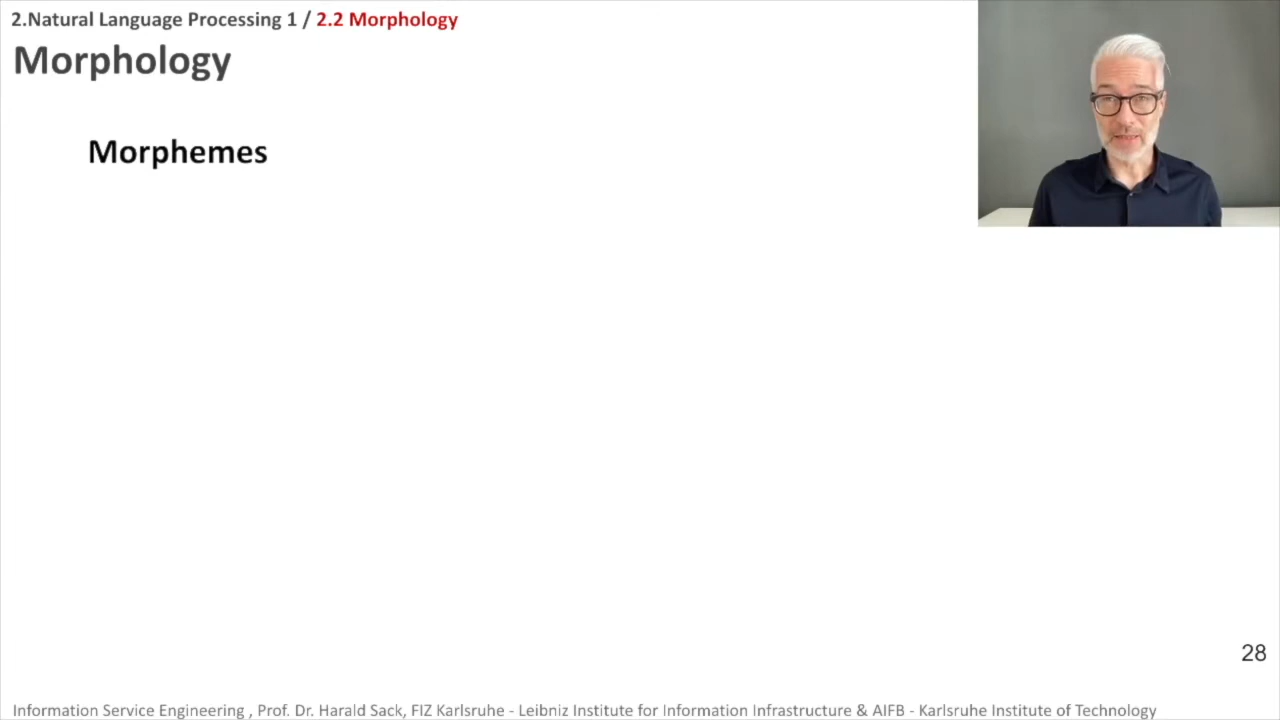 2.Natural Language Processing 1 / 2.2 Morphology
Morphology
Morphemes
28
Information Service Engineering , Prof. Dr. Harald Sack, FIZ Karlsruhe - Leibniz Institute for Information Infrastructure & AIFB - Karlsruhe Institute of Technology